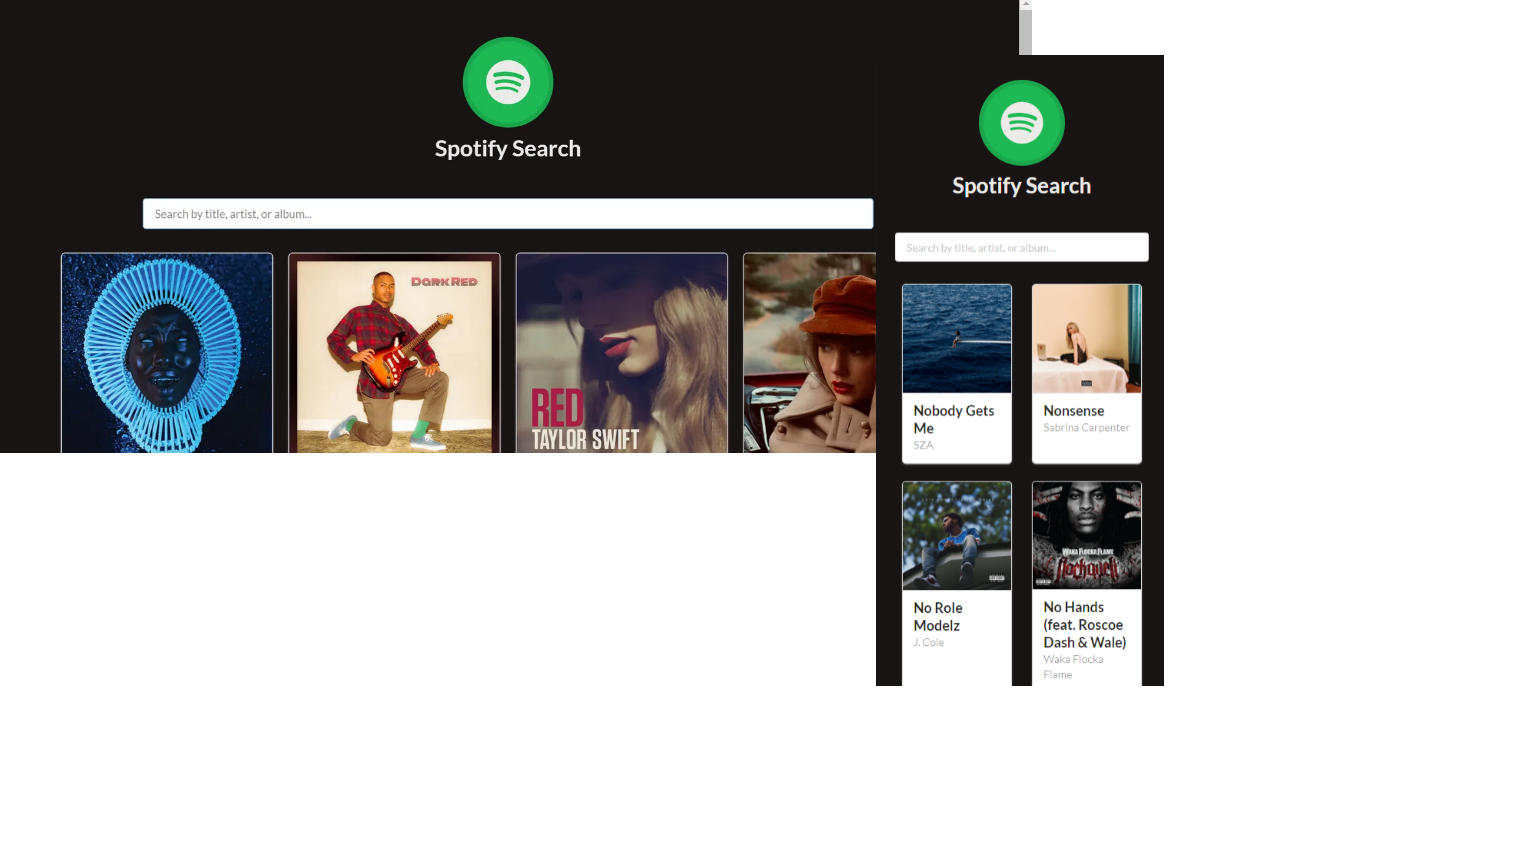 Spotify Search
Search by title, artist, or album...
DARK RED
RED
TAYLOR SWIFT
Spotify Search
Search by title, artist, or album...
Nobody Gets
Me
SZA
Nonsense
Sabrina Carpenter
No Role
Modelz
J. Cole
WAKA FLOCKA FLAME
No Hands
(feat. Roscoe
Dash & Wale)
Waka Flocka
Flame